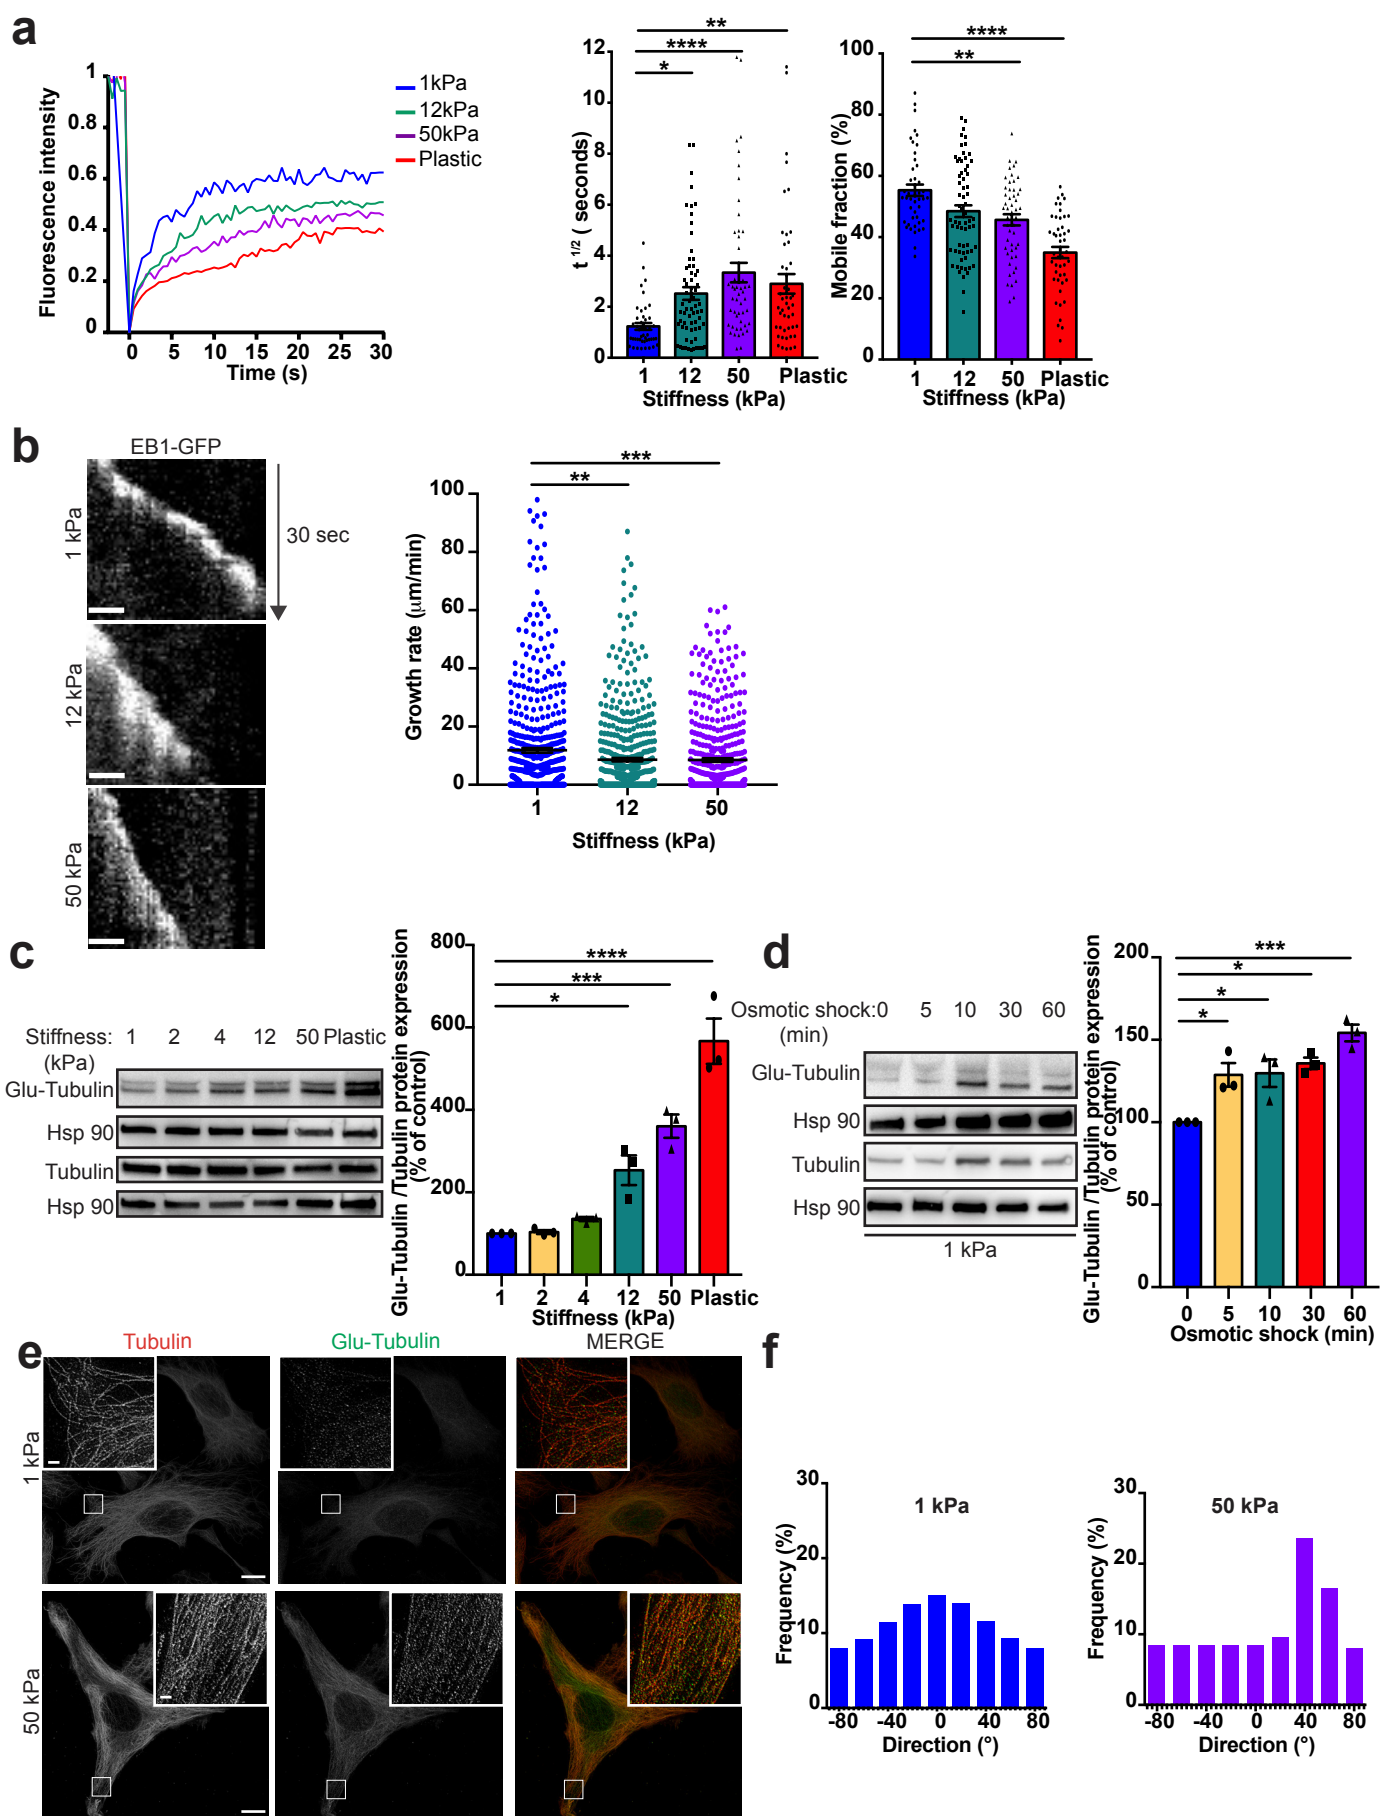 a
1
0.8
0.6
0.4
0.2
0
Fluorescence intensity
0 5 10 15 20 25 30
Time (s)
1kPa
12kPa
50kPa
Plastic
12
10
8
6
4
2
0
t 1/2 ( seconds)
* **** **
1 12 50 Plastic
Stiffness (kPa)
100
80
60
40
20
0
Mobile fraction (%)
** ****
1 12 50 Plastic
Stiffness (kPa)
b
EB1-GFP
1 kPa
12 kPa
50 kPa
30 sec
100
80
60
40
20
0
Growth rate (μm/min)
** ***
1 12 50
Stiffness (kPa)
c
Stiffness: 1 2 4 12 50 Plastic
(kPa)
Glu-Tubulin
Hsp 90
Tubulin
Hsp 90
Glu-Tubulin /Tubulin protein expression
(% of control)
800
600
400
200
0
* *** ****
1 2 4 12 50 Plastic
Stiffness (kPa)
d
Osmotic shock:0 5 10 30 60
(min)
Glu-Tubulin
Hsp 90
Tubulin
Hsp 90
1 kPa
Glu-Tubulin /Tubulin protein expression
(% of control)
200
150
100
50
0
* * * ***
0 5 10 30 60
Osmotic shock (min)
e
Tubulin Glu-Tubulin MERGE
1 kPa
50 kPa
f
1 kPa
30
20
10
0
Frequency (%)
-80 -40 0 40 80
Direction (°)
50 kPa
30
20
10
0
Frequency (%)
-80 -40 0 40 80
Direction (°)